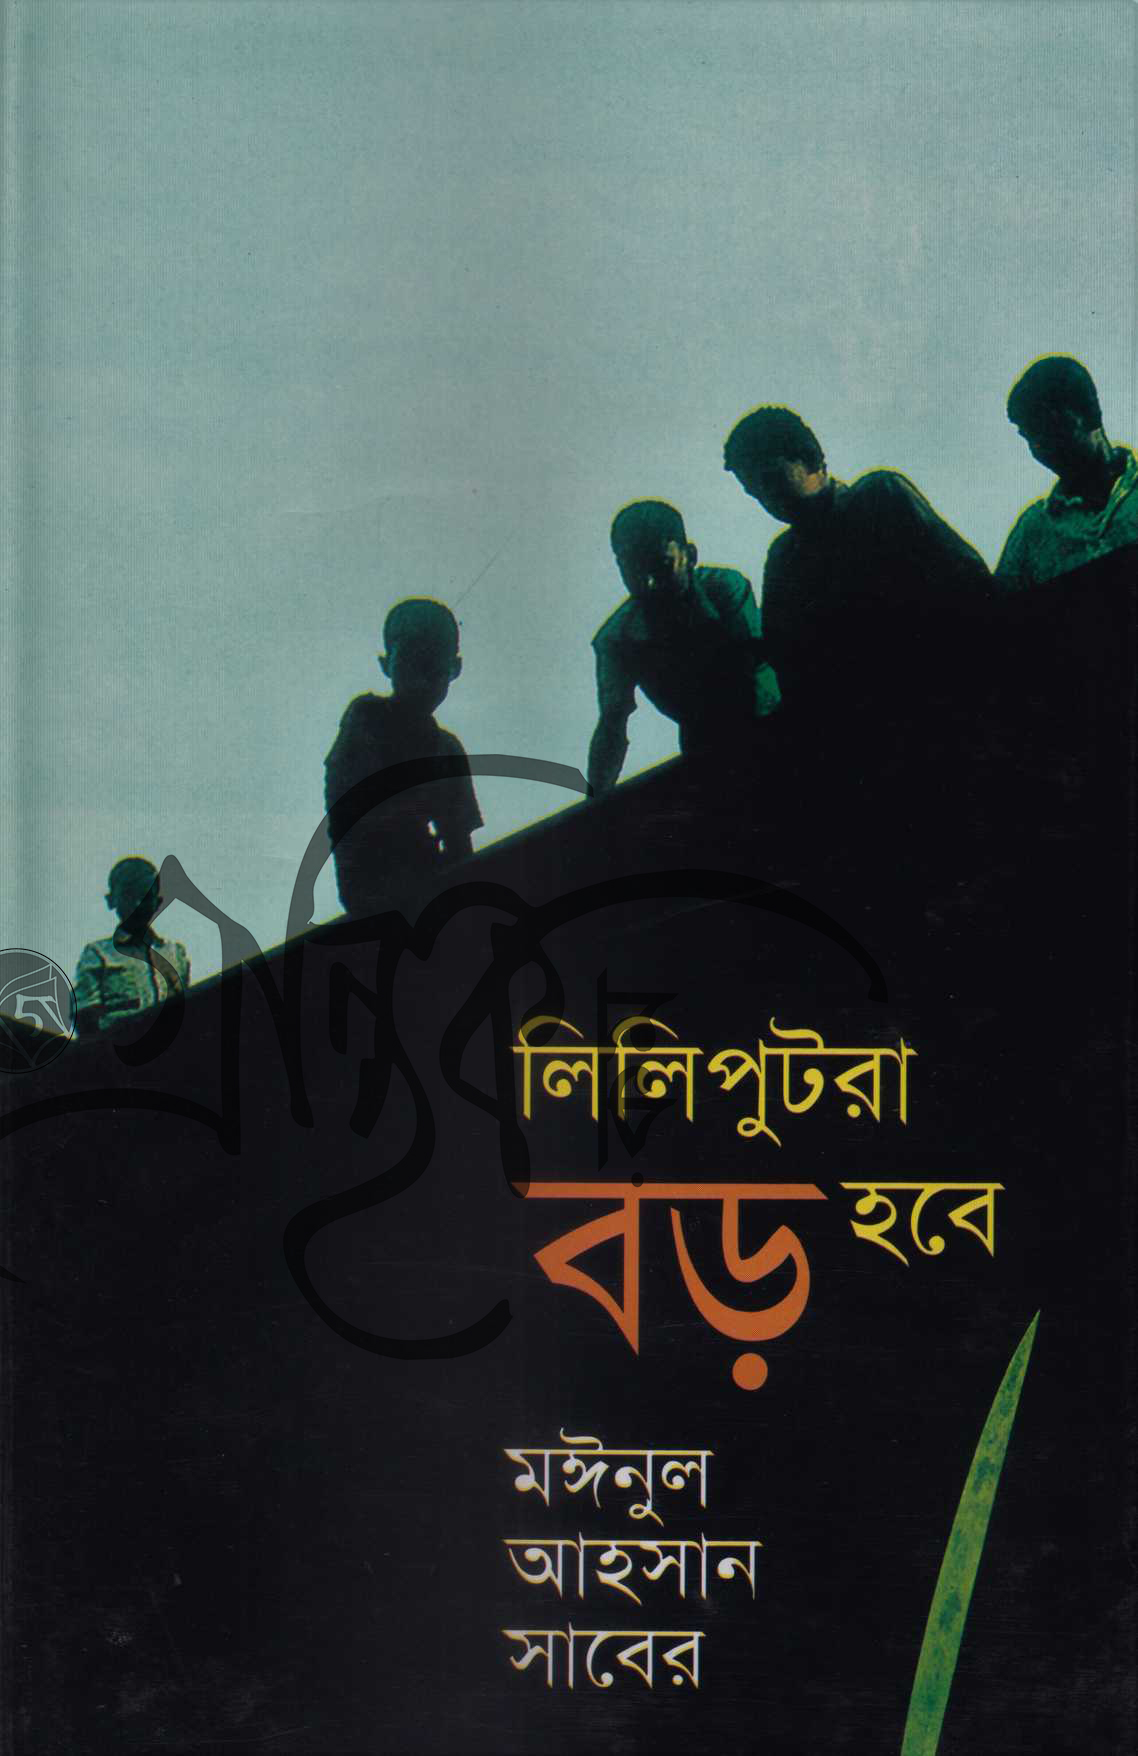 লিলিপুটরা
বড় হবে
মঈনুল
আহসান
সাবের